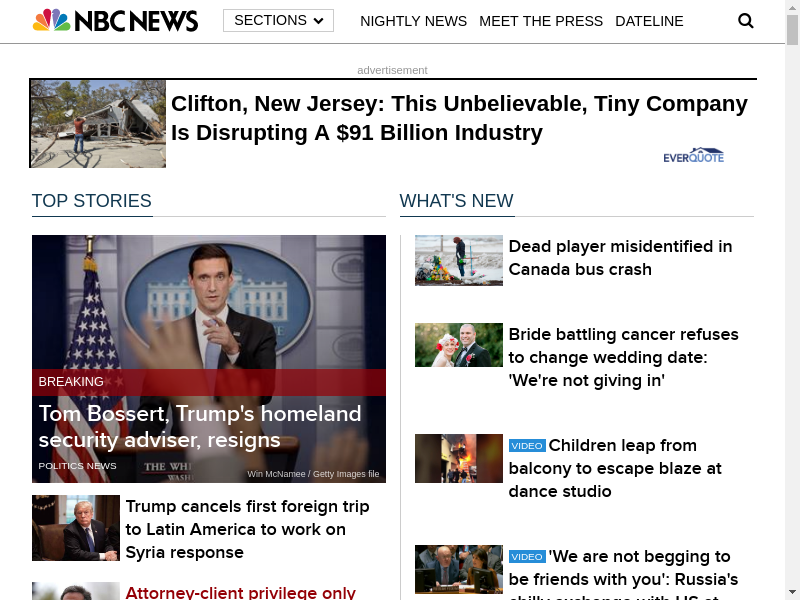 NBC NEWS
SECTIONS
NIGHTLY NEWS MEET THE PRESS DATELINE
advertisement
Clifton, New Jersey: This Unbelievable, Tiny Company
Is Disrupting A $91 Billion Industry
EVERQUOTE
TOP STORIES
BREAKING
Tom Bossert, Trump's homeland
security adviser, resigns
POLITICS NEWS
THE WHI
WASH
Win McNamee / Getty Images file
Trump cancels first foreign trip
to Latin America to work on
Syria response
Attorney-client privilege only
WHAT'S NEW
Dead player misidentified in
Canada bus crash
Bride battling cancer refuses
to change wedding date:
'We're not giving in'
VIDEO Children leap from
balcony to escape blaze at
dance studio
VIDEO 'We are not begging to
be friends with you': Russia's
chilly exchange with US at